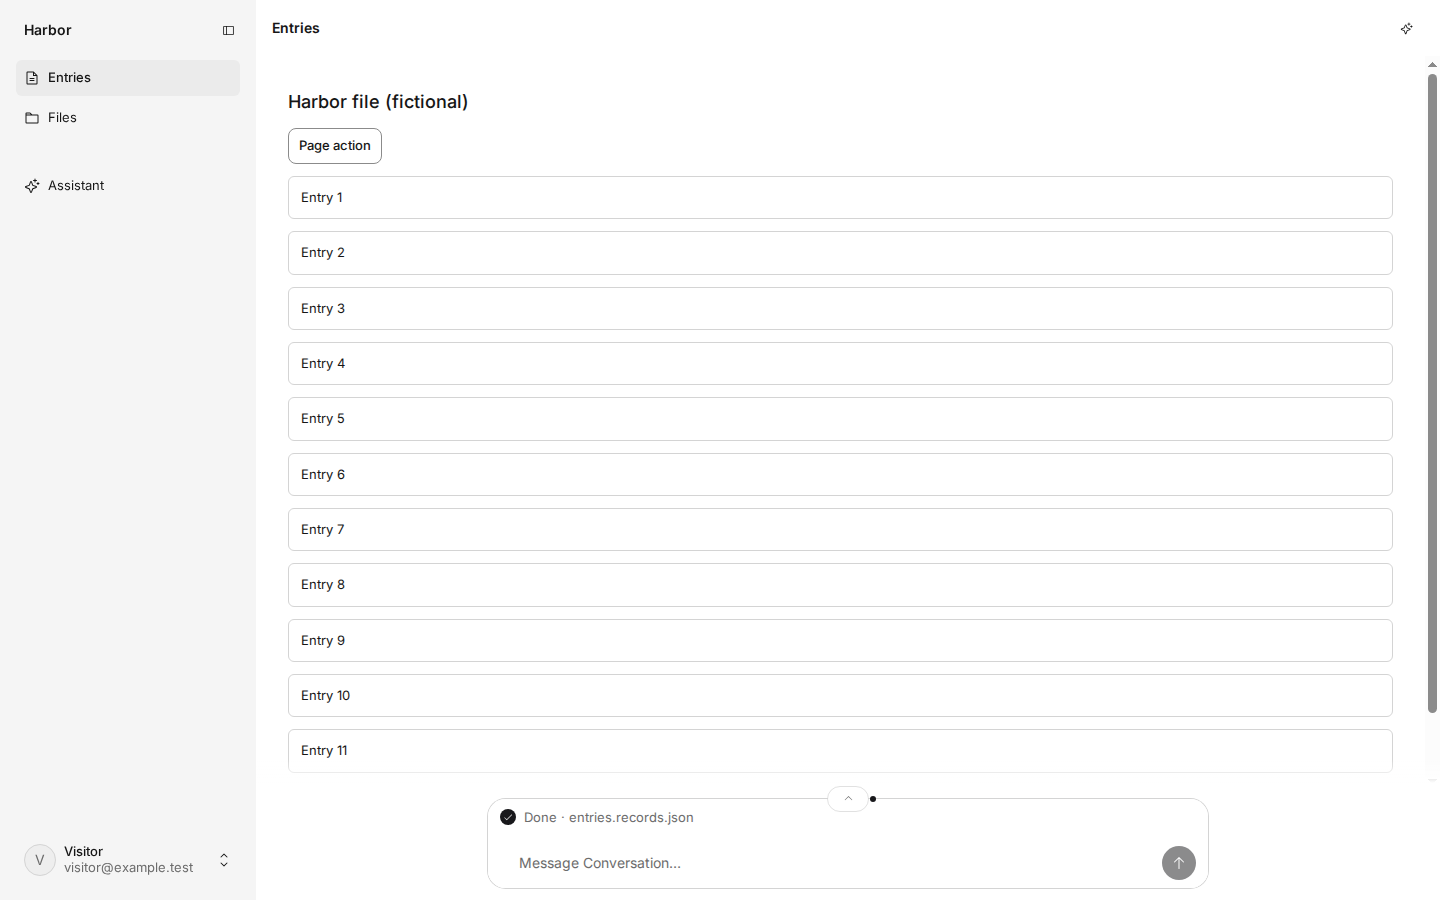 Harbor
Entries
Files
Assistant
Entries
Harbor file (fictional)
Page action
Entry 1
Entry 2
Entry 3
Entry 4
Entry 5
Entry 6
Entry 7
Entry 8
Entry 9
Entry 10
Entry 11
Done · entries.records.json
Message Conversation...
V
Visitor
visitor@example.test